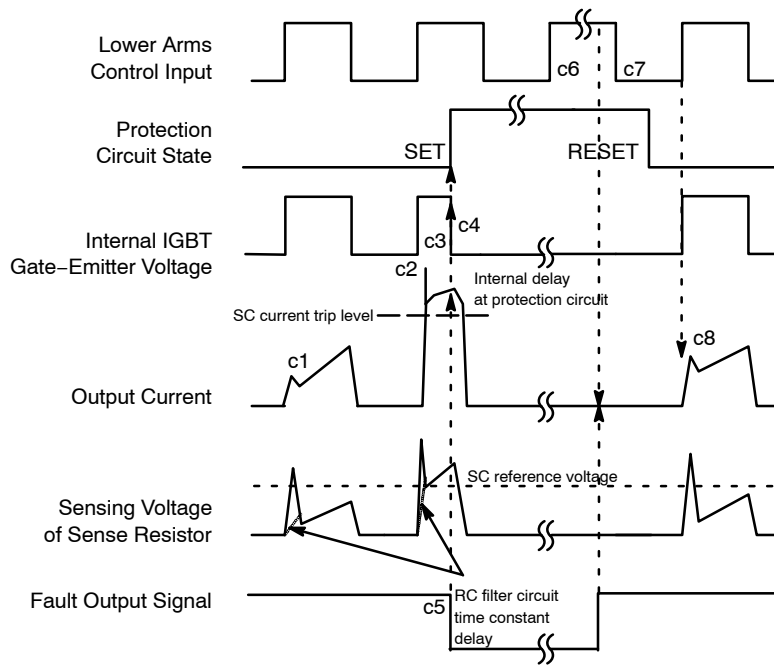 Lower Arms
Control Input
c6
c7
Protection
Circuit State
SET
RESET
Internal IGBT
Gate−Emitter Voltage
c3
c4
c2
Internal delay
at protection circuit
SC current trip level
c1
c8
Output Current
SC reference voltage
Sensing Voltage
of Sense Resistor
Fault Output Signal
c5
RC filter circuit
time constant
delay